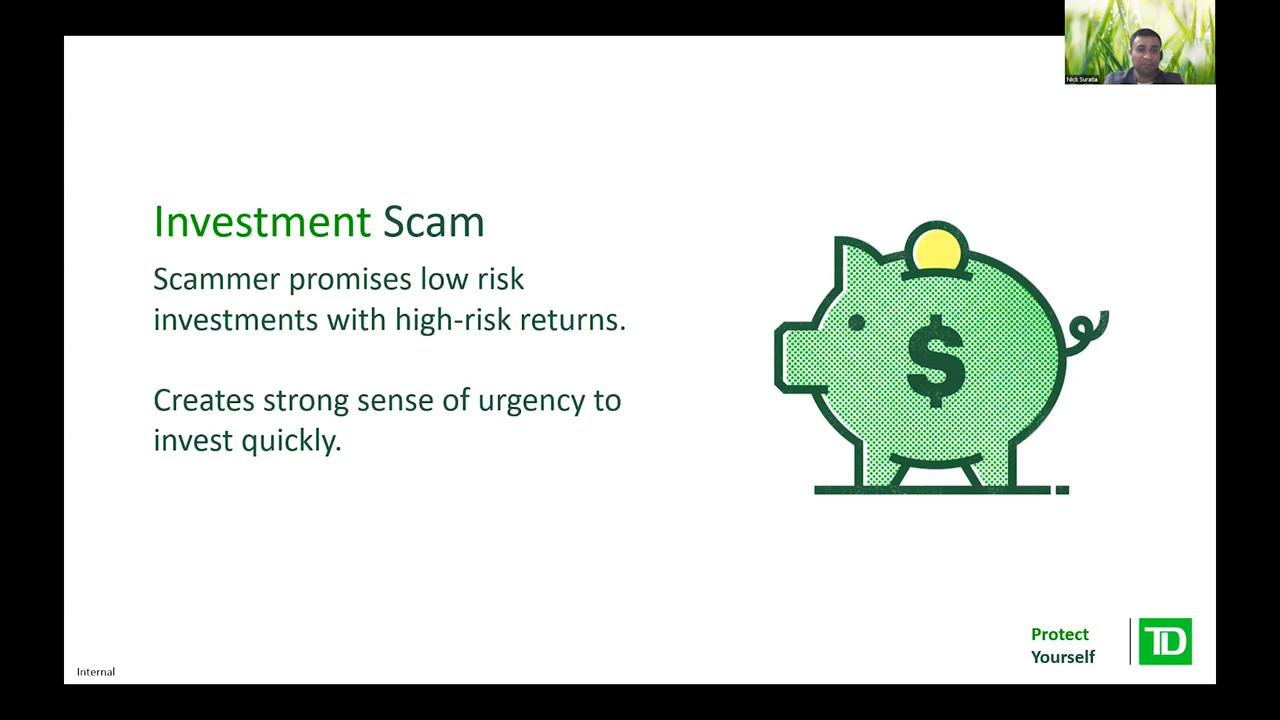 Nick Suratia
Investment Scam
Scammer promises low risk
investments with high-risk returns.
Creates strong sense of urgency to
invest quickly.
$
Protect
Yourself
TD
Internal